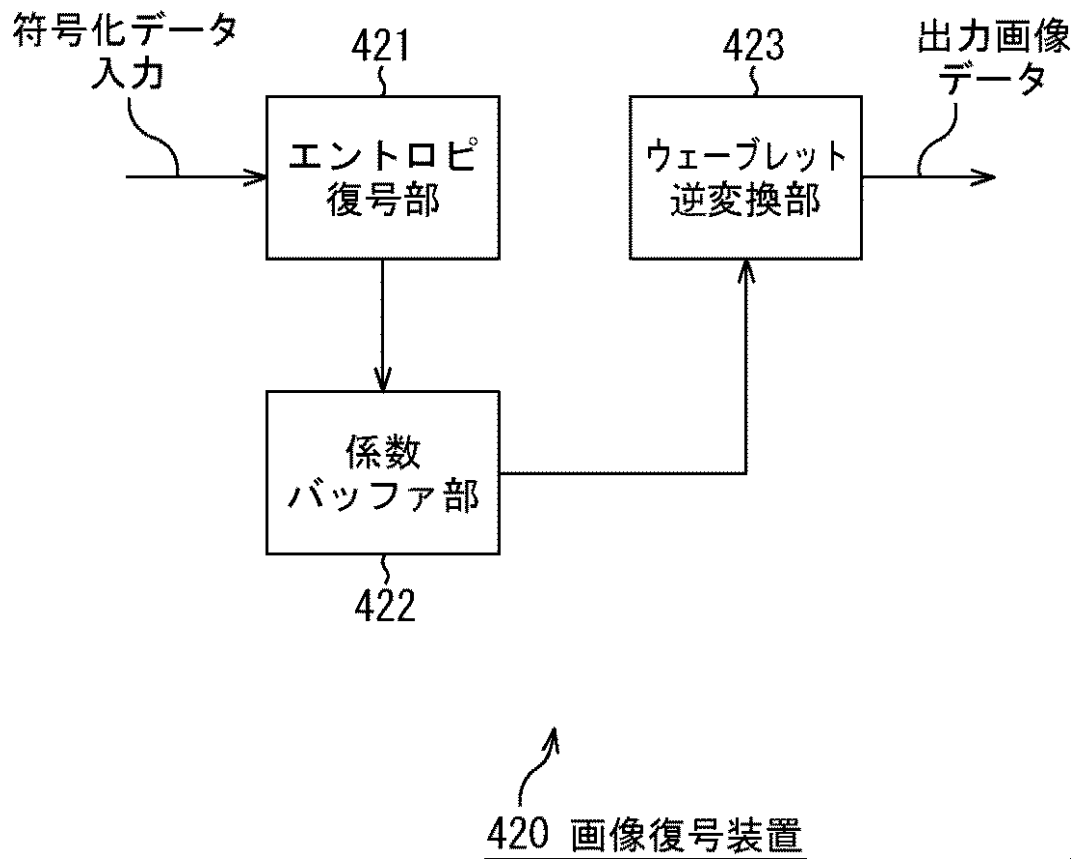 符号化データ
入力
421
エントロピ
復号部
423
ウェーブレット
逆変換部
出力画像
データ
係数
バッファ部
422
420 画像復号装置